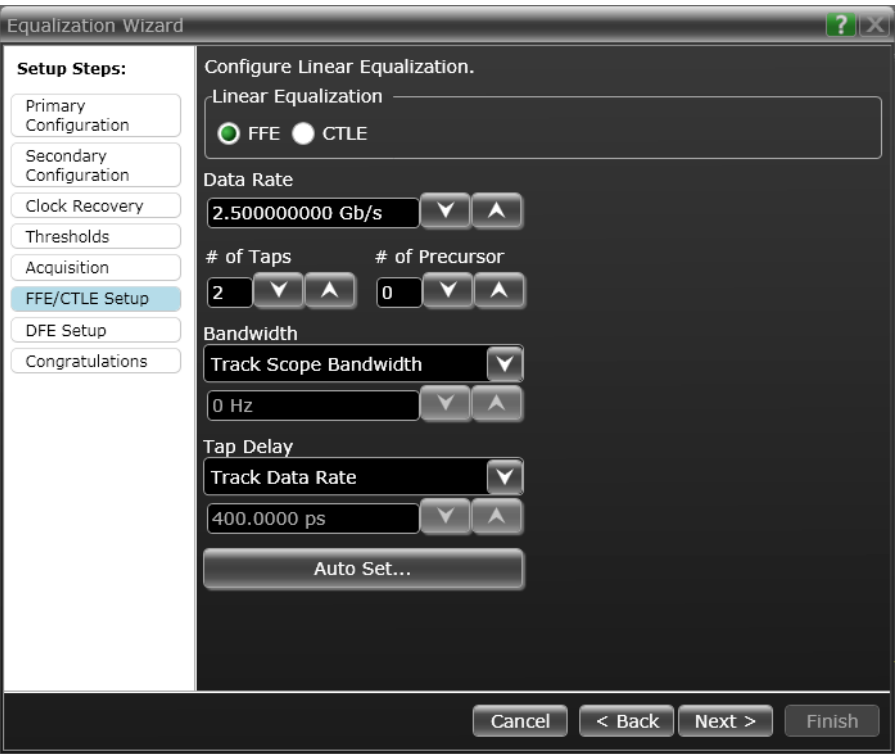 Equalization Wizard
?
X
Setup Steps:
Primary
Configuration
Secondary
Configuration
Clock Recovery
Thresholds
Acquisition
FFE/CTLE Setup
DFE Setup
Congratulations
Configure Linear Equalization.
Linear Equalization
FFE CTLE
Data Rate
2.500000000 Gb/s
# of Taps # of Precursor
2 0
Bandwidth
Track Scope Bandwidth
0 Hz
Tap Delay
Track Data Rate
400.0000 ps
Auto Set...
Cancel < Back Next > Finish